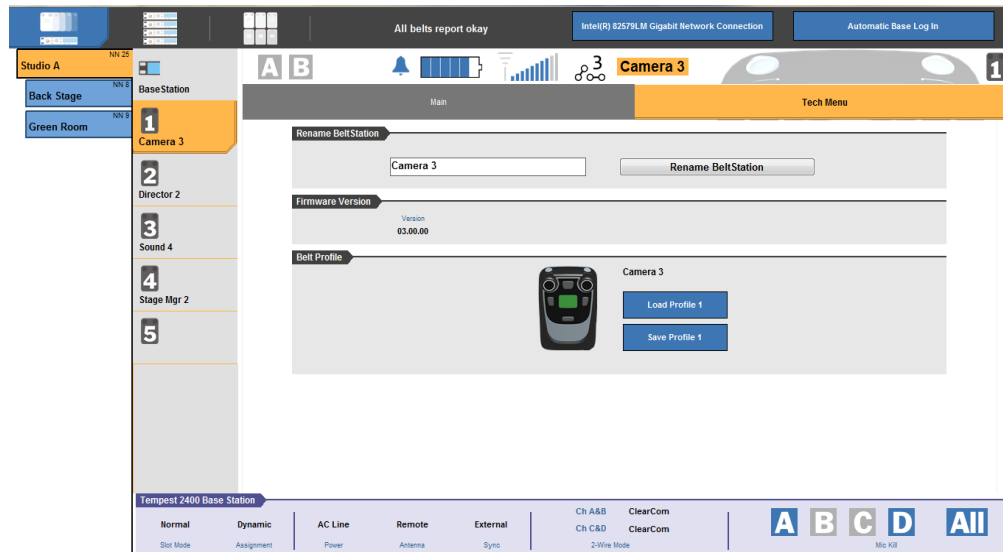 All belts report okay
Intel(R) 82579LM Gigabit Network Connection
Automatic Base Log In
NN 25
Studio A
NN 8
Back Stage
NN 9
Green Room
BaseStation
1
Camera 3
2
Director 2
3
Sound 4
4
Stage Mgr 2
5
A B
3
Camera 3
1
Main
Tech Menu
Rename BeltStation
Camera 3
Rename BeltStation
Firmware Version
Version
03.00.00
Belt Profile
Camera 3
Load Profile 1
Save Profile 1
Tempest 2400 Base Station
Normal
Slot Mode
Dynamic
Assignment
AC Line
Power
Remote
Antenna
External
Sync
Ch A&B ClearCom
Ch C&D ClearCom
2-Wire Mode
A B C D All
Mic Kill